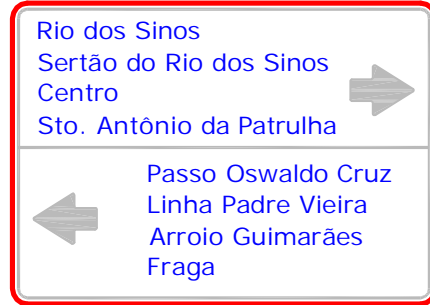 Rio dos Sinos
Sertão do Rio dos Sinos
Centro
Sto. Antônio da Patrulha
Passo Oswaldo Cruz
Linha Padre Vieira
Arroio Guimarães
Fraga